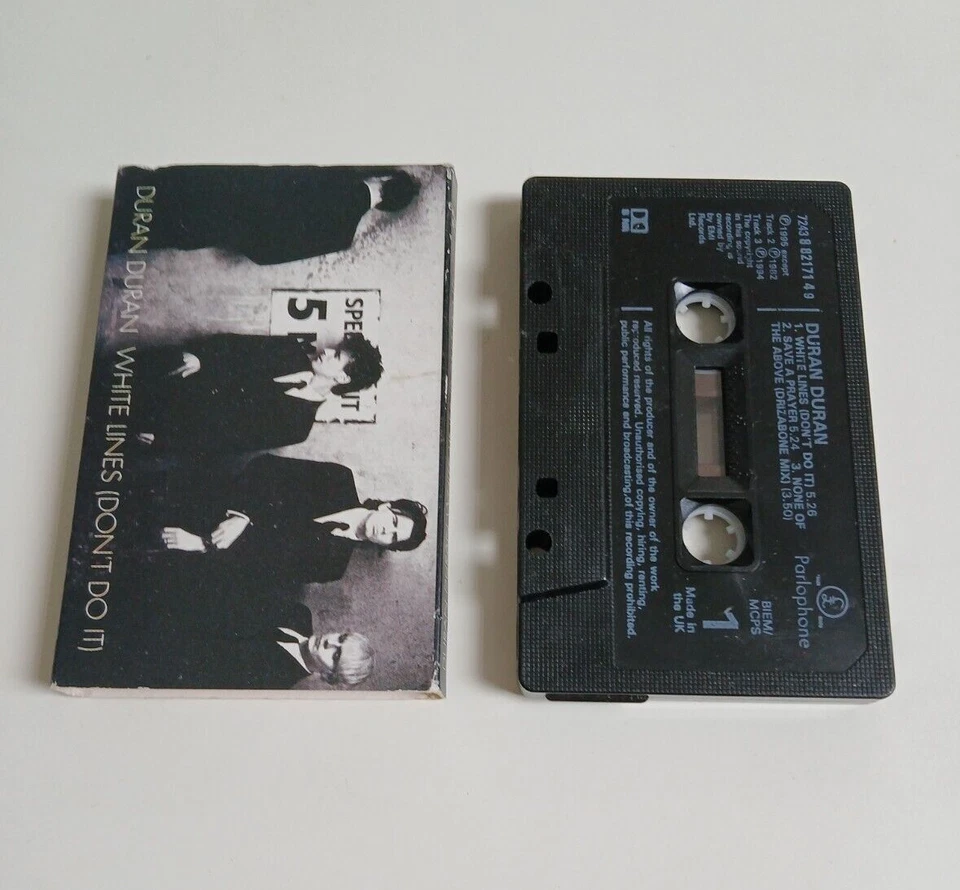 DURAN DURAN WHITE LINES (DON'T DO IT)
SPE
5
IT
7243 8 82171 4 9
℗1995 except
Track 2 ℗1982
Track 3 ℗1994
The copyright
in this sound
recording is
owned by
by EMI
Records
Ltd.
DURAN DURAN
1. WHITE LINES (DON'T DO IT) 5.26
2. SAVE A PRAYER 5.24 3. NONE OF
THE ABOVE (DRIZABONE MIX) (3.50)
Parlophone
£
BIEM/
MCPS
1
Made in
the UK
All rights of the producer and of the owner of the work
reproduced reserved. Unauthorised copying, hiring, renting,
public performance and broadcasting of this recording prohibited.